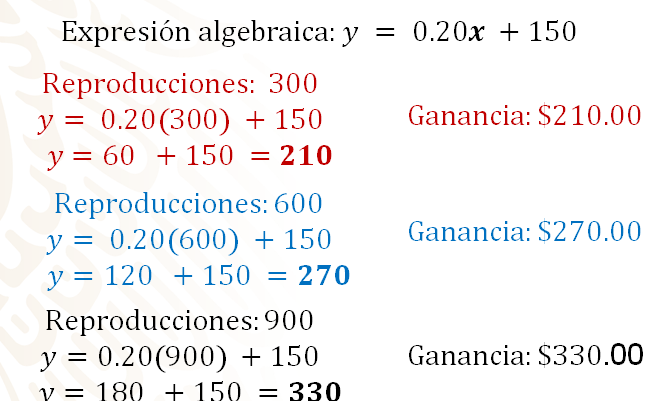 Expresión algebraica: y = 0.20x + 150
Reproducciones: 300
y = 0.20(300) + 150
Ganancia: $210.00
y = 60 + 150 = 210
Reproducciones: 600
y = 0.20(600) + 150
Ganancia: $270.00
y = 120 + 150 = 270
Reproducciones: 900
y = 0.20(900) + 150
Ganancia: $330.00
y = 180 + 150 = 330